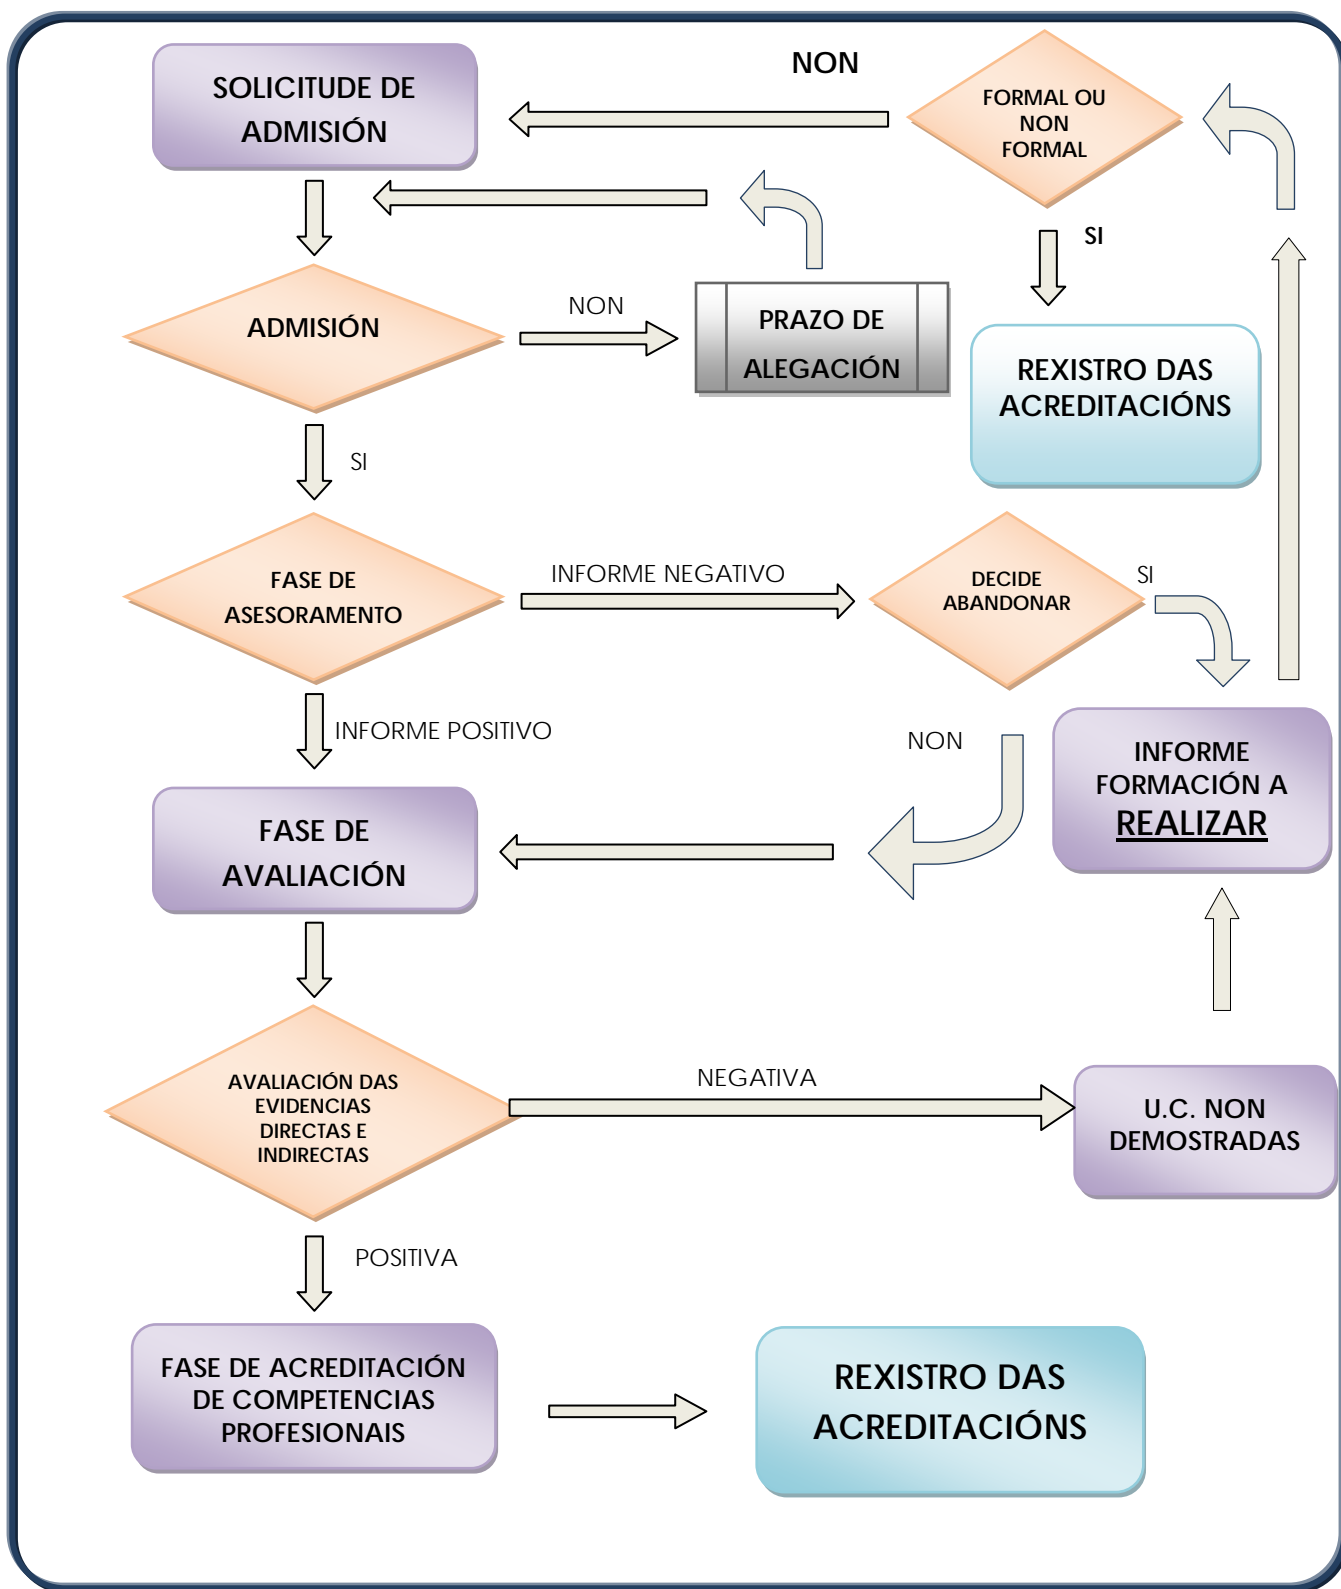 SOLICITUDE DE
ADMISIÓN
NON
FORMAL OU
NON
FORMAL
SI
ADMISIÓN
NON
PRAZO DE
ALEGACIÓN
REXISTRO DAS
ACREDITACIÓNS
SI
FASE DE
ASESORAMENTO
INFORME NEGATIVO
DECIDE
ABANDONAR
SI
INFORME POSITIVO
NON
INFORME
FORMACIÓN A
REALIZAR
FASE DE
AVALIACIÓN
AVALIACIÓN DAS
EVIDENCIAS
DIRECTAS E
INDIRECTAS
NEGATIVA
U.C. NON
DEMOSTRADAS
POSITIVA
FASE DE ACREDITACIÓN
DE COMPETENCIAS
PROFESIONAIS
REXISTRO DAS
ACREDITACIÓNS